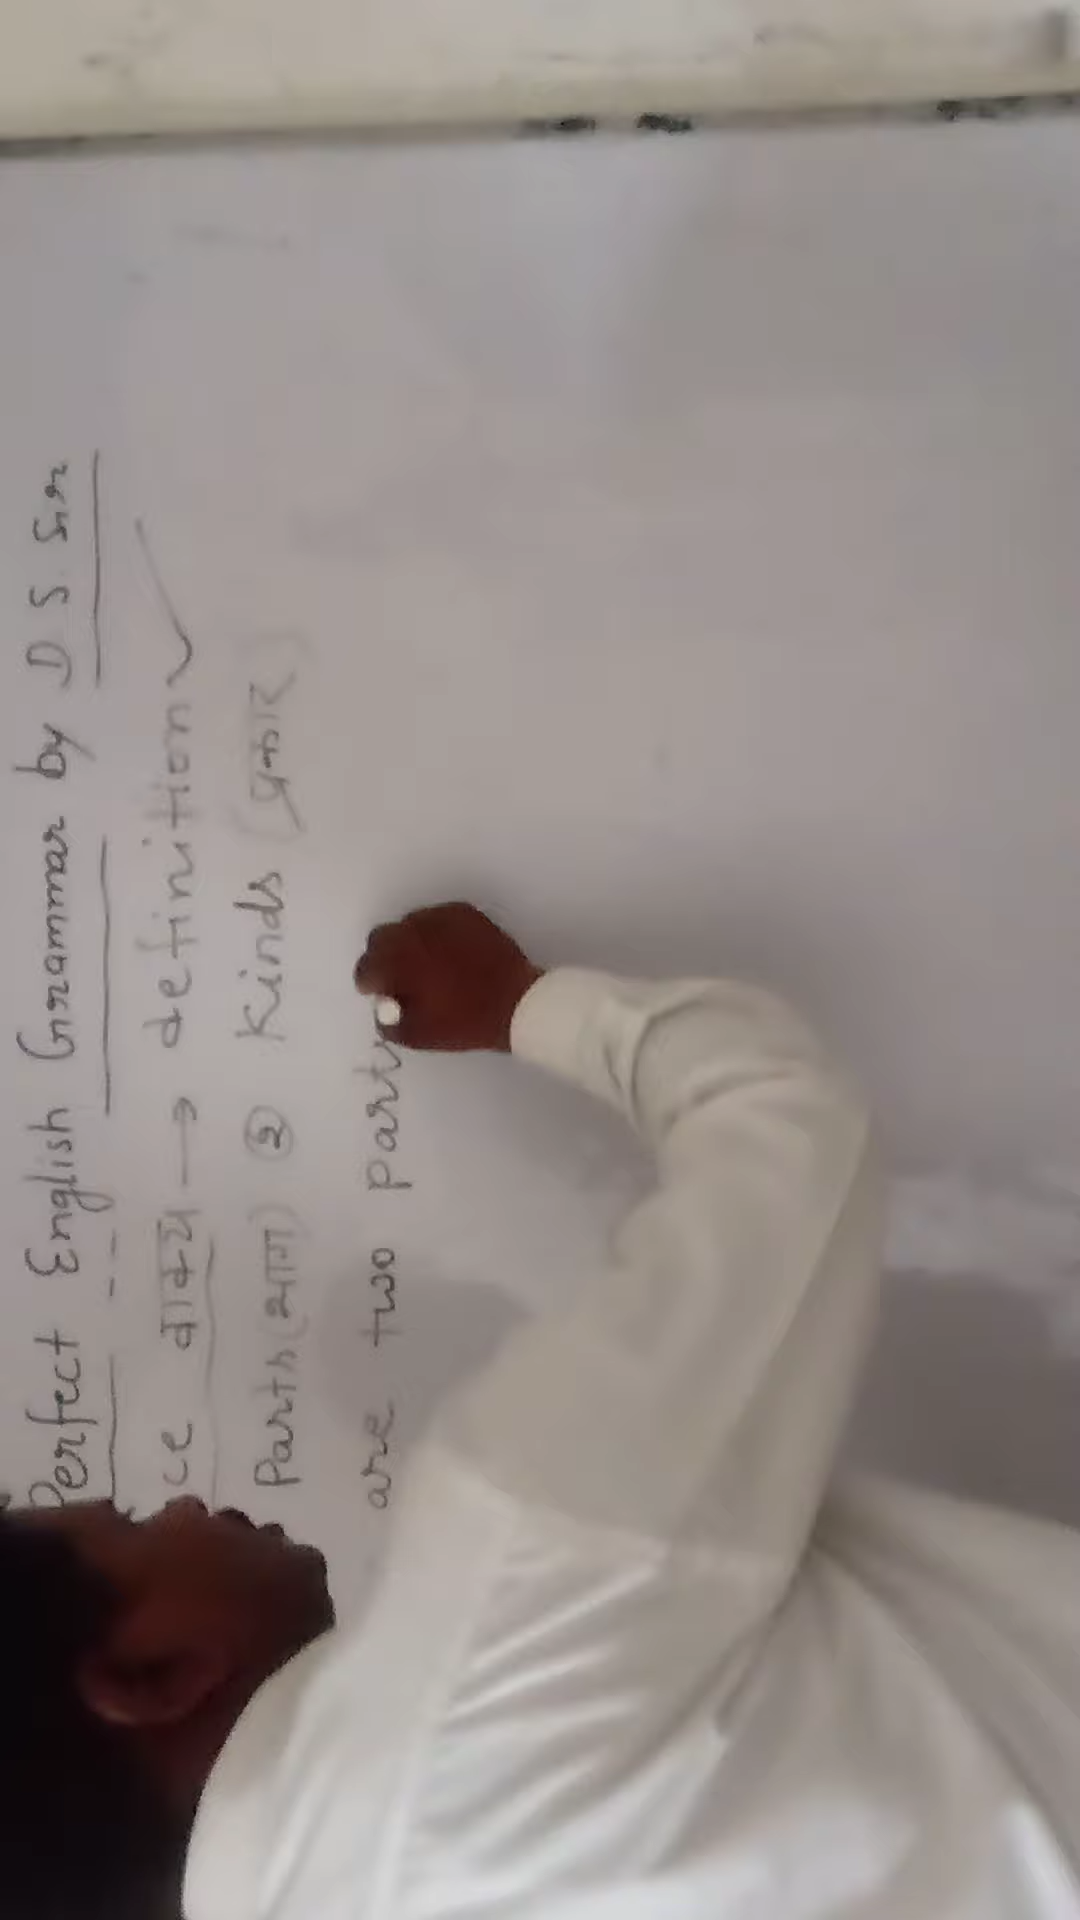 Perfect English Grammar by D S Sir
ce वाक्य → definition ✓
Parts (भाग) ② Kinds (प्रकार)
are two part